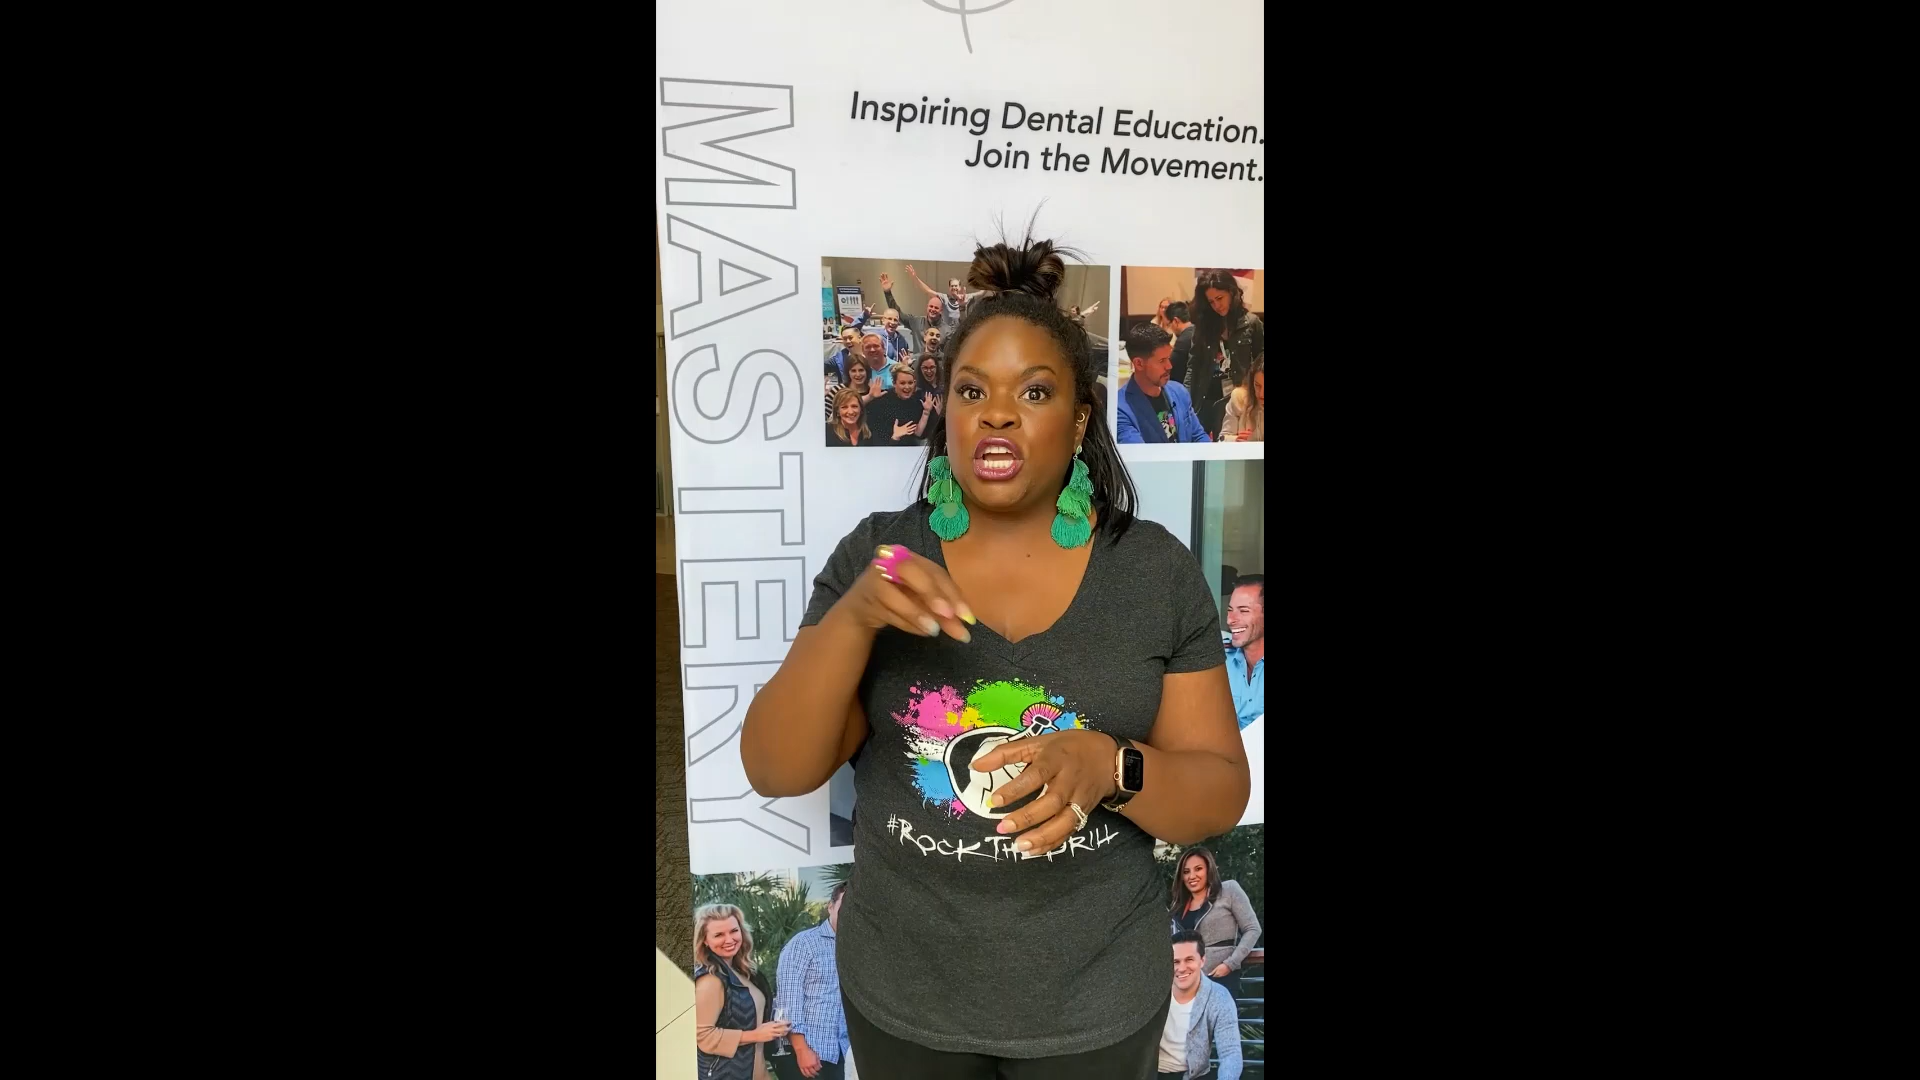 Inspiring Dental Education.
Join the Movement.
MASTERY
#ROCKTHEDRILL